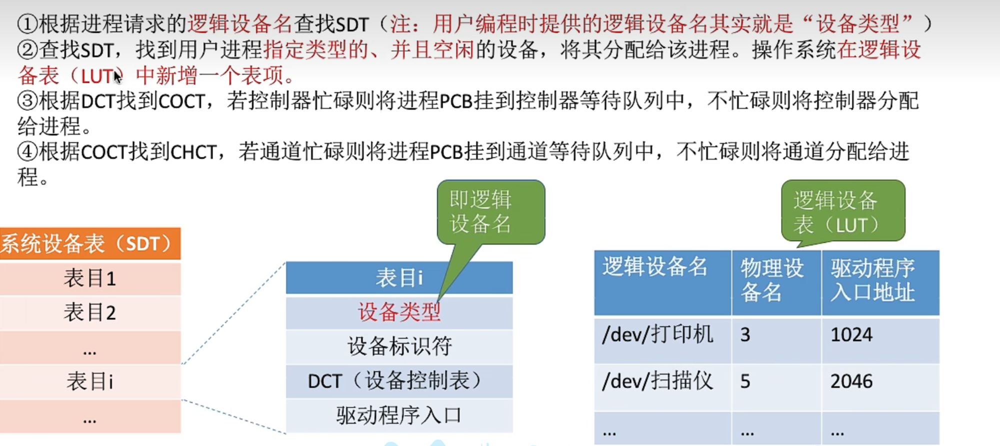 ①根据进程请求的逻辑设备名查找SDT（注：用户编程时提供的逻辑设备名其实就是“设备类型”）
②查找SDT，找到用户进程指定类型的、并且空闲的设备，将其分配给该进程。操作系统在逻辑设
备表（LUT）中新增一个表项。
③根据DCT找到COCT，若控制器忙碌则将进程PCB挂到控制器等待队列中，不忙碌则将控制器分配
给进程。
④根据COCT找到CHCT，若通道忙碌则将进程PCB挂到通道等待队列中，不忙碌则将通道分配给进
程。
系统设备表（SDT）
表目1
表目2
...
表目i
...
即逻辑
设备名
表目i
设备类型
设备标识符
DCT（设备控制表）
驱动程序入口
逻辑设备
表（LUT）
逻辑设备名 物理设备名 驱动程序入口地址
/dev/打印机 3 1024
/dev/扫描仪 5 2046
... ... ...